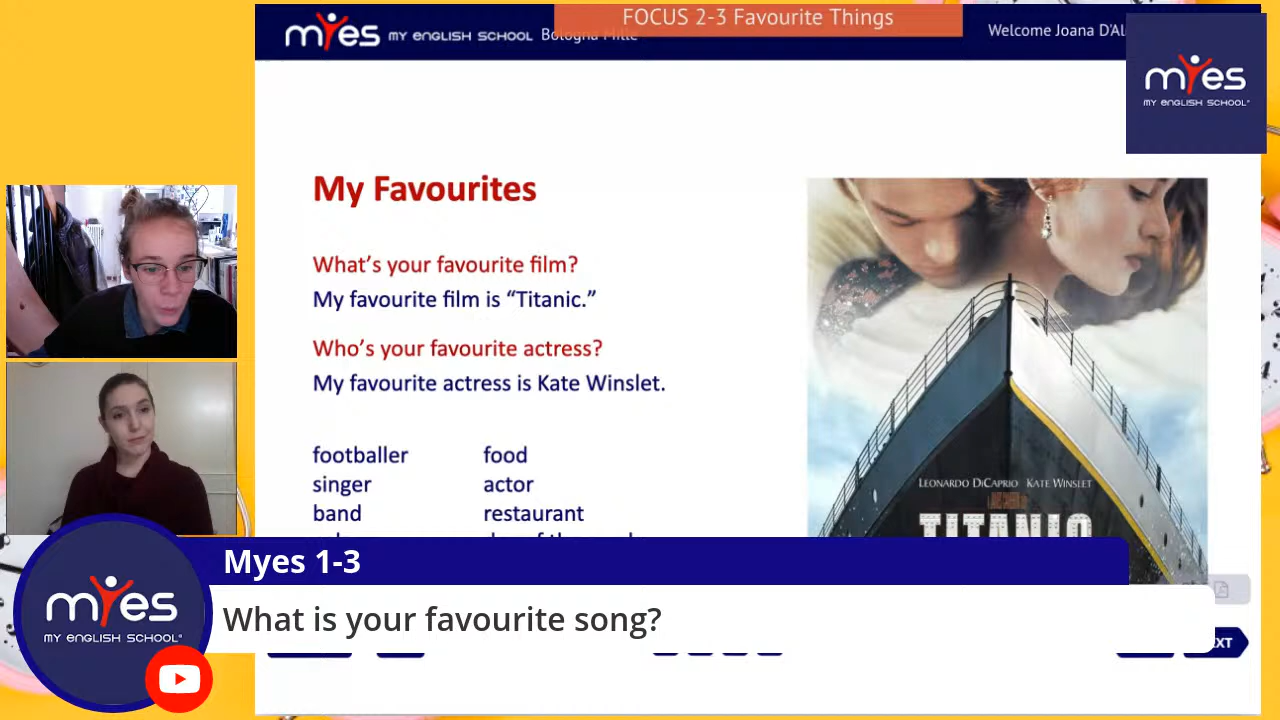 FOCUS 2-3 Favourite Things
myes MY ENGLISH SCHOOL Bologna Mille
Welcome Joana D'Al
myes
MY ENGLISH SCHOOL
My Favourites
What's your favourite film?
My favourite film is “Titanic.”
Who's your favourite actress?
My favourite actress is Kate Winslet.
footballer food
singer actor
band restaurant
LEONARDO DICAPRIO KATE WINSLET
TITANIC
Myes 1-3
What is your favourite song?
myes
MY ENGLISH SCHOOL